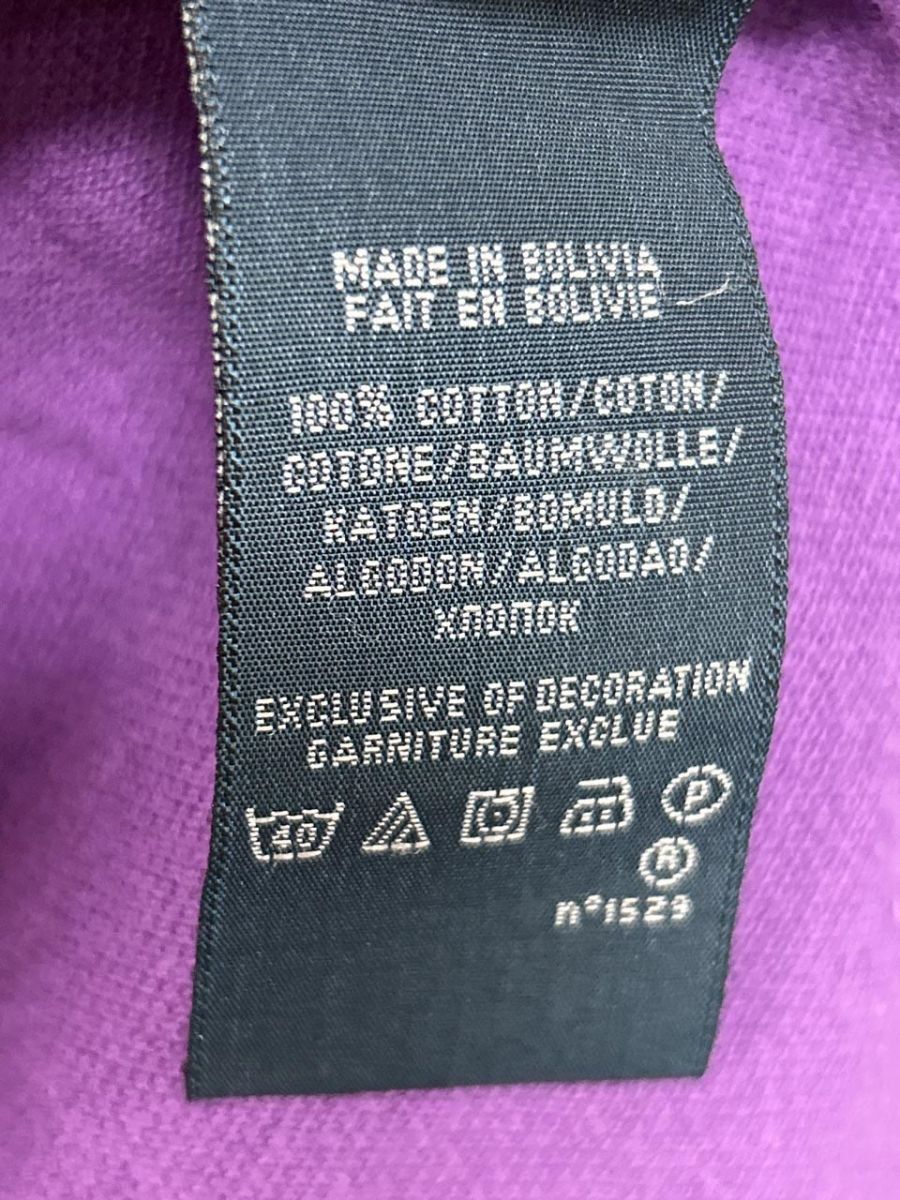 MADE IN BOLIVIA
FAIT EN BOLIVIE
100% COTTON/COTON/
COTONE/BAUMWOLLE/
KATOEN/BOMULD/
ALGODON/ALGODAO/
ХЛОПОК
EXCLUSIVE OF DECORATION
GARNITURE EXCLUE
40 P
R
n°1529